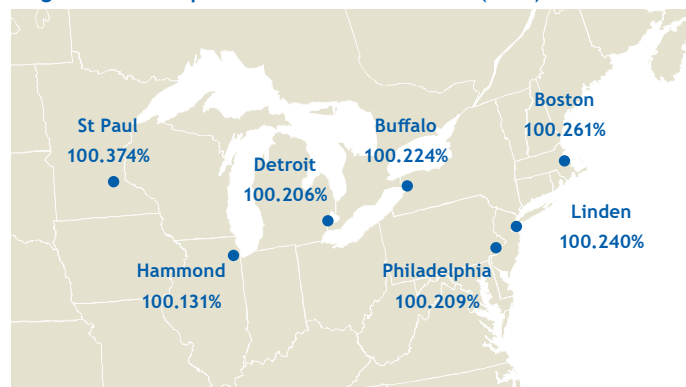 Boston
100.261%
St Paul
100.374%
Buffalo
100.224%
Detroit
100.206%
Linden
100.240%
Hammond
100.131%
Philadelphia
100.209%